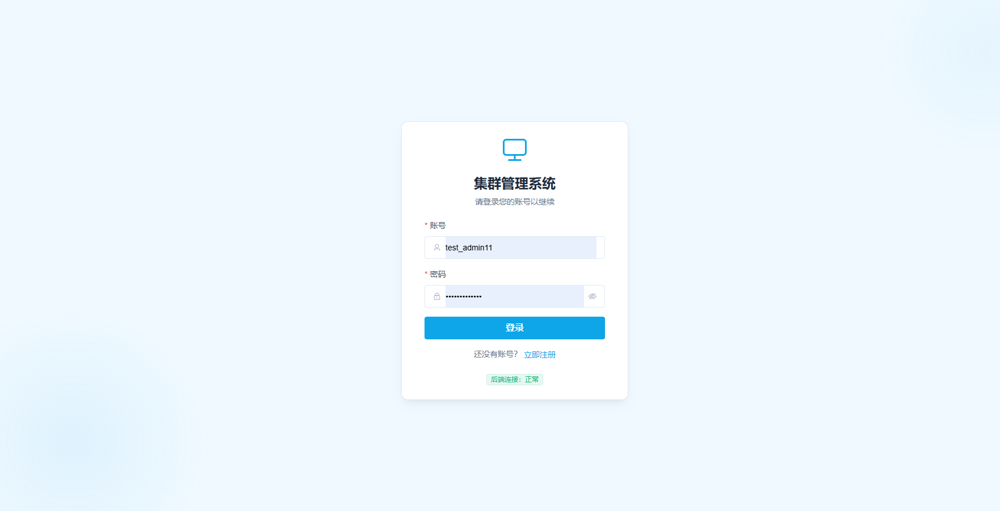 集群管理系统
请登录您的账号以继续
* 账号
test_admin11
* 密码
•••••••••••••
登录
还没有账号? 立即注册
后端连接：正常